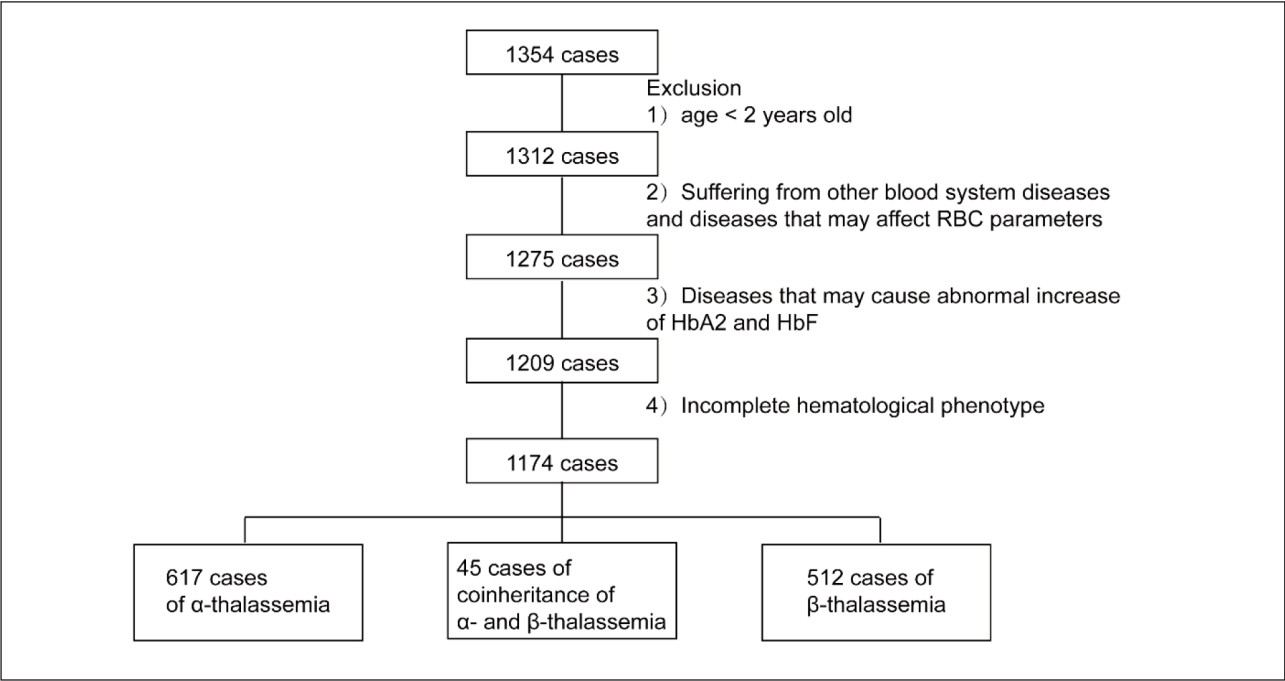 1354 cases
Exclusion
1）age < 2 years old
1312 cases
2）Suffering from other blood system diseases
and diseases that may affect RBC parameters
1275 cases
3）Diseases that may cause abnormal increase
of HbA2 and HbF
1209 cases
4）Incomplete hematological phenotype
1174 cases
617 cases
of α-thalassemia
45 cases of
coinheritance of
α- and β-thalassemia
512 cases of
β-thalassemia